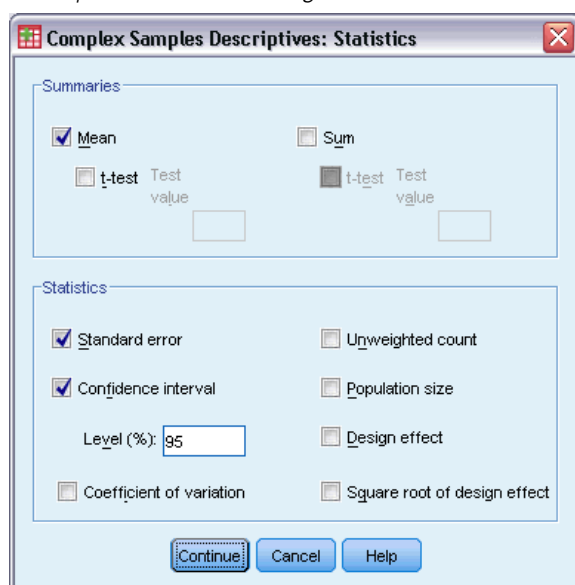 Complex Samples Descriptives: Statistics
Summaries
Mean
Sum
t-test Test value
t-test Test value
Statistics
Standard error
Unweighted count
Confidence interval
Population size
Level (%): 95
Design effect
Coefficient of variation
Square root of design effect
Continue Cancel Help